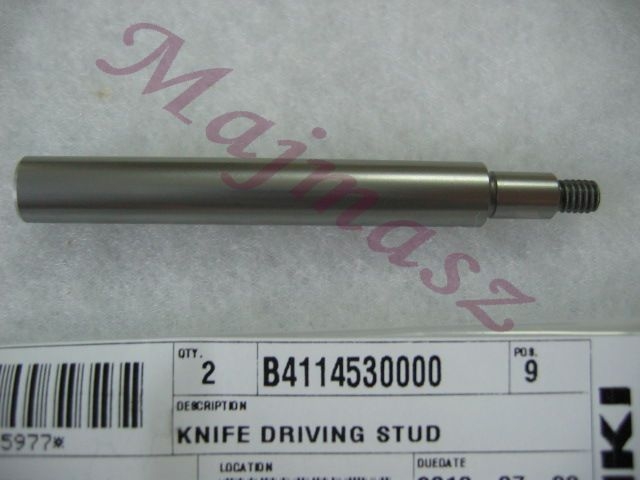 Majmasz
QTY. B4114530000 POS.
2 9
DESCRIPTION
5977* KNIFE DRIVING STUD
LOCATION DUEDATE